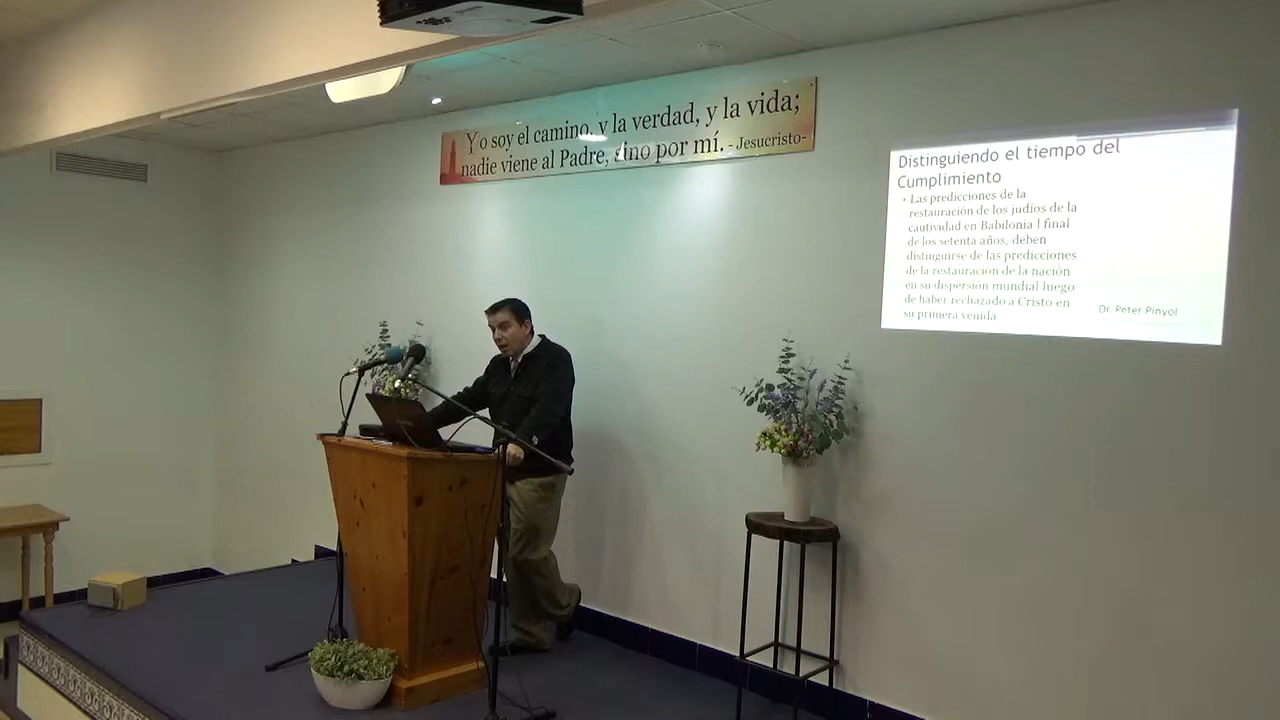 Yo soy el camino, y la verdad, y la vida;
nadie viene al Padre, sino por mí. - Jesucristo-
Distinguiendo el tiempo del
Cumplimiento
• Las predicciones de la
restauración de los judíos de la
cautividad en Babilonia l final
de los setenta años, deben
distinguirse de las predicciones
de la restauración de la nación
en su dispersión mundial luego
de haber rechazado a Cristo en
su primera venida
Dr. Peter Pinyol